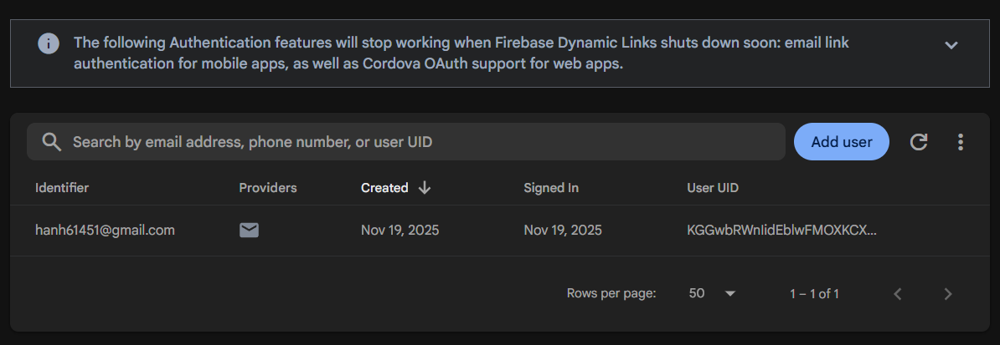 The following Authentication features will stop working when Firebase Dynamic Links shuts down soon: email link
authentication for mobile apps, as well as Cordova OAuth support for web apps.
Search by email address, phone number, or user UID
Add user
Identifier Providers Created Signed In User UID
hanh61451@gmail.com Nov 19, 2025 Nov 19, 2025 KGGwbRWnIidEblwFMOXKCX...
Rows per page: 50 1 – 1 of 1